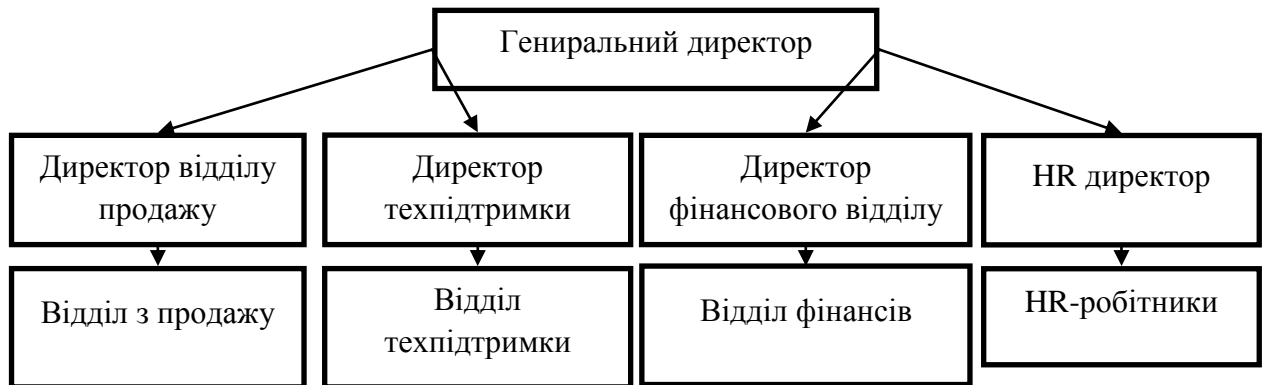 Гениральний директор
Директор відділу
продажу
Директор
техпідтримки
Директор
фінансового відділу
HR директор
Відділ з продажу
Відділ
техпідтримки
Відділ фінансів
HR-робітники